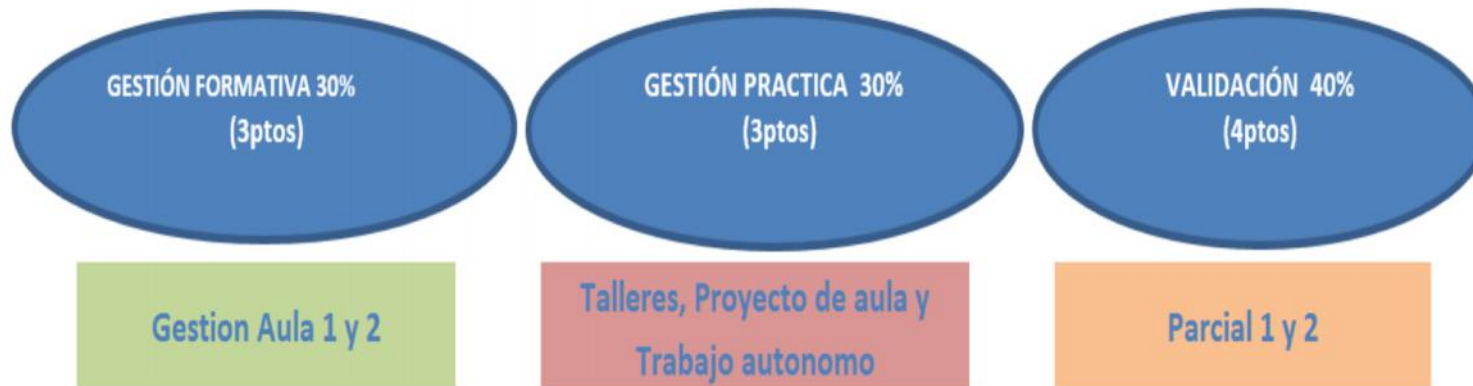 GESTIÓN FORMATIVA 30%
(3ptos)
GESTIÓN PRACTICA 30%
(3ptos)
VALIDACIÓN 40%
(4ptos)
Gestion Aula 1 y 2
Talleres, Proyecto de aula y
Trabajo autonomo
Parcial 1 y 2